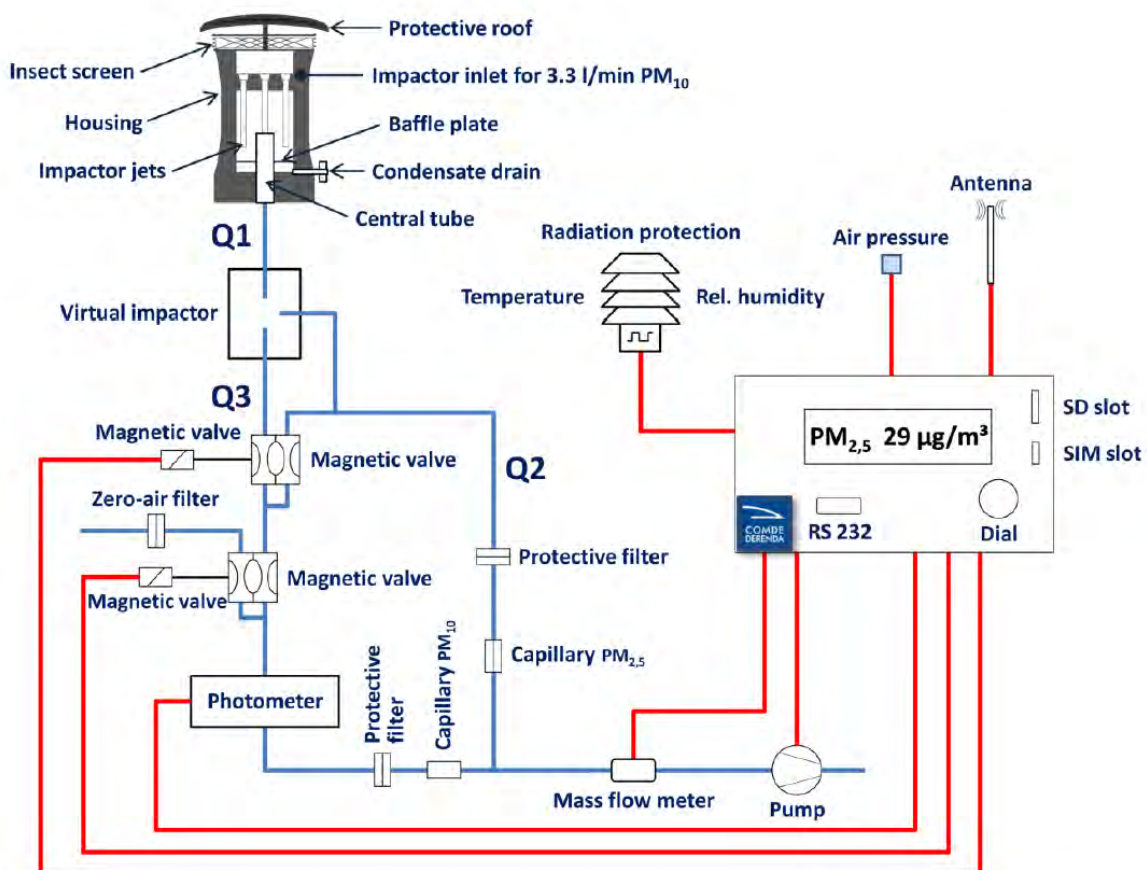 Protective roof
Insect screen
Impactor inlet for 3.3 l/min PM₁₀
Housing
Baffle plate
Impactor jets
Condensate drain
Central tube
Q1
Antenna
Radiation protection
Air pressure
Virtual impactor
Temperature
Rel. humidity
Q3
SD slot
PM₂,₅ 29 µg/m³
SIM slot
Magnetic valve
Magnetic valve
Q2
Zero-air filter
COMDE
DERENDA
RS 232
Dial
Protective filter
Magnetic valve
Magnetic valve
Capillary PM₂,₅
Photometer
Protective
filter
Capillary PM₁₀
Mass flow meter
Pump